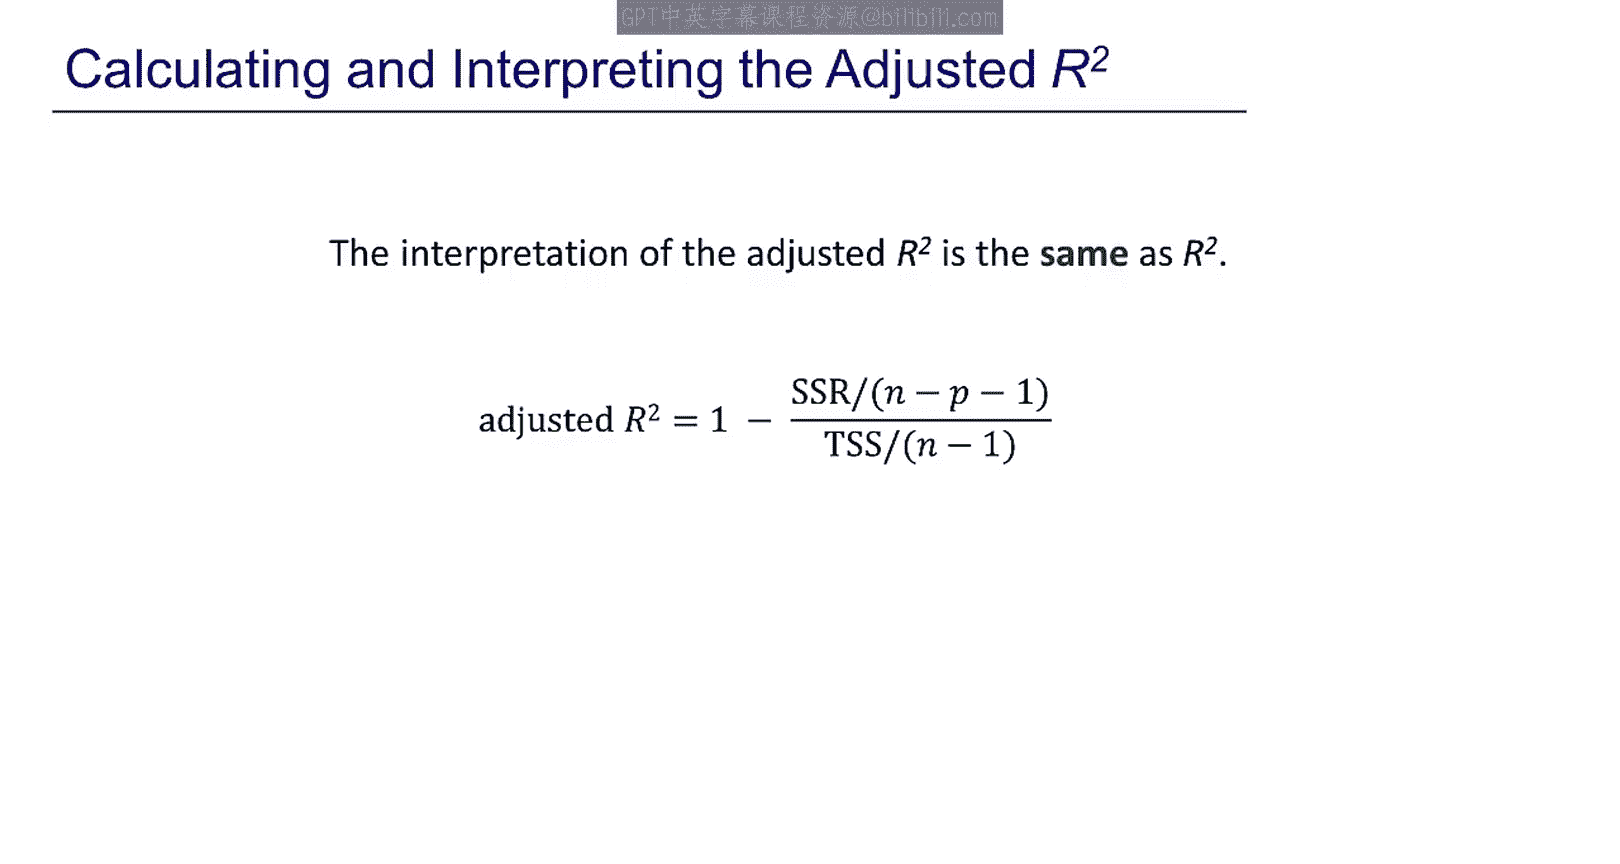 GPT中英字幕课程资源@bilibili.com
Calculating and Interpreting the Adjusted R²
The interpretation of the adjusted R² is the same as R².
adjusted R² = 1 − SSR/(n − p − 1)
TSS/(n − 1)